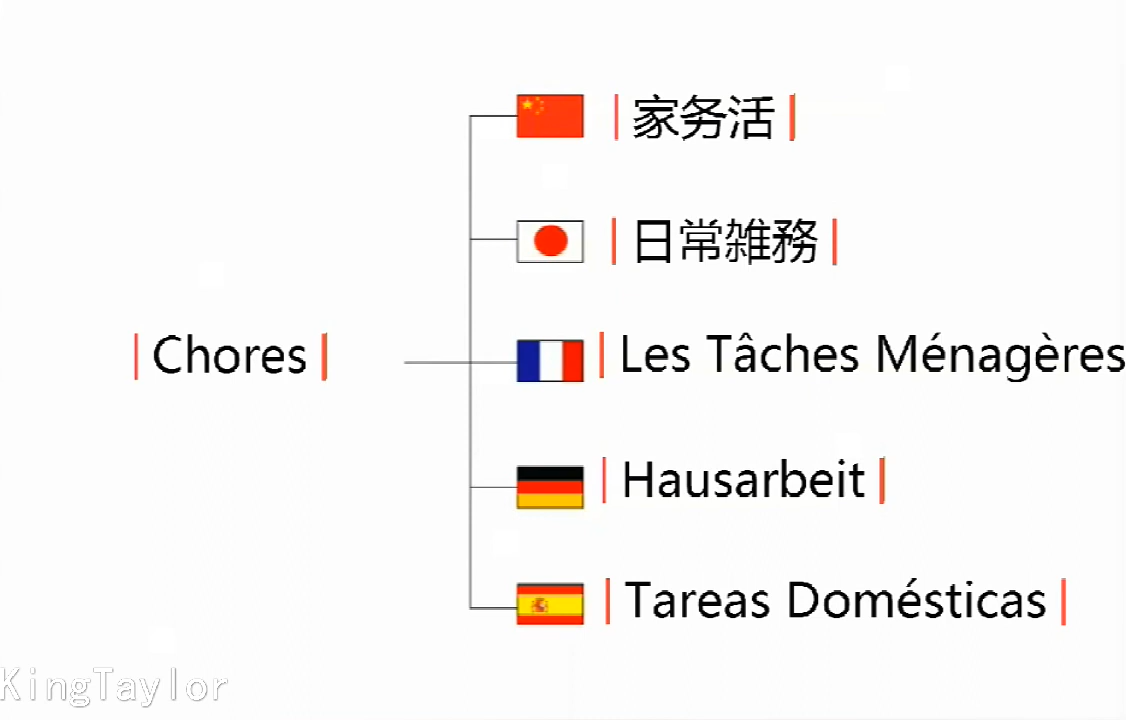 家务活
日常雑務
Chores
Les Tâches Ménagères
Hausarbeit
Tareas Domésticas
KingTaylor